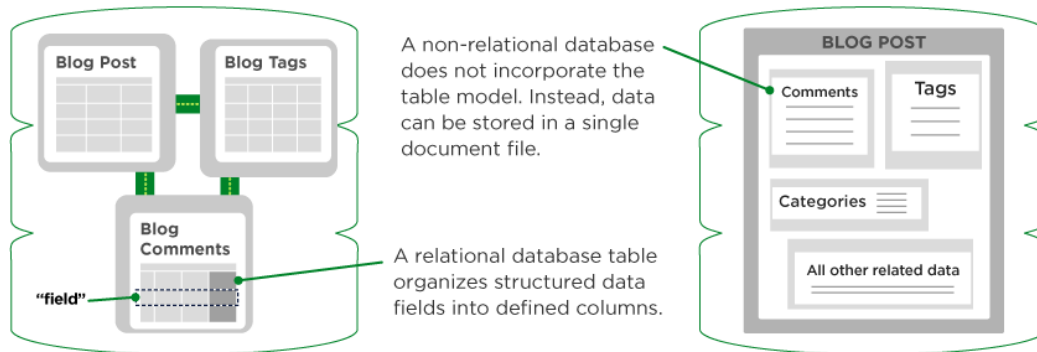 Blog Post
Blog Tags
Blog
Comments
"field"
A non-relational database
does not incorporate the
table model. Instead, data
can be stored in a single
document file.
A relational database table
organizes structured data
fields into defined columns.
BLOG POST
Comments
Tags
Categories
All other related data